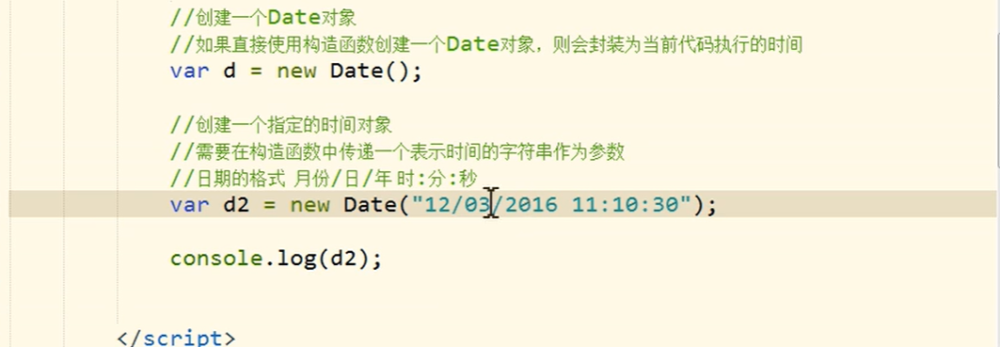 //创建一个Date对象
//如果直接使用构造函数创建一个Date对象，则会封装为当前代码执行的时间
var d = new Date();
//创建一个指定的时间对象
//需要在构造函数中传递一个表示时间的字符串作为参数
//日期的格式 月份/日/年 时:分:秒
var d2 = new Date("12/03/2016 11:10:30");
console.log(d2);
</script>